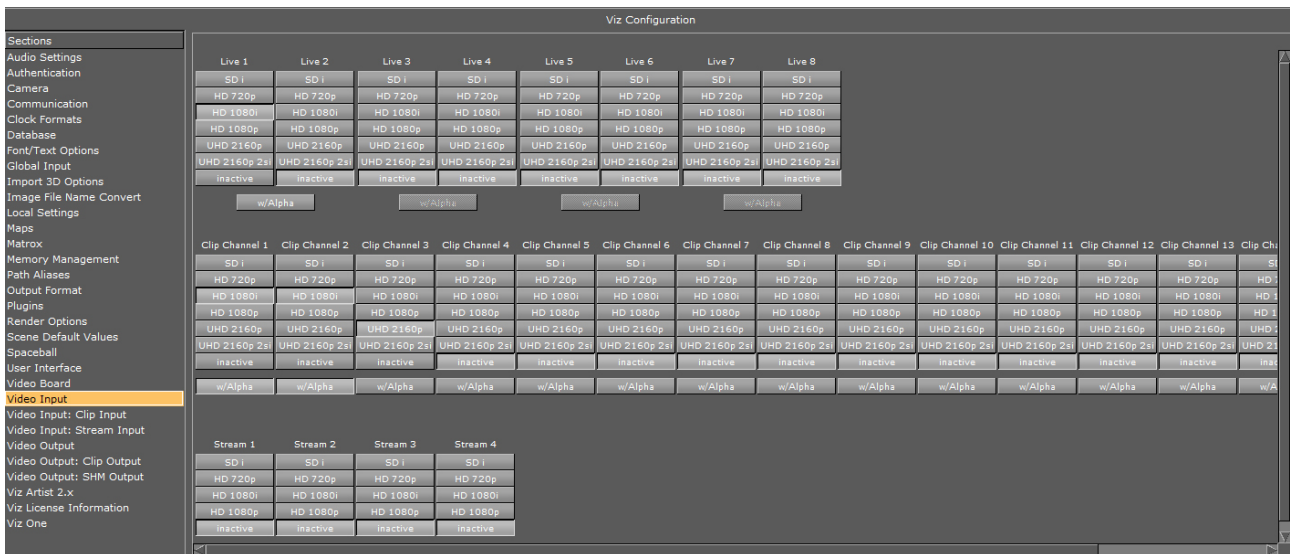 Viz Configuration
Sections
Audio Settings
Authentication
Camera
Communication
Clock Formats
Database
Font/Text Options
Global Input
Import 3D Options
Image File Name Convert
Local Settings
Maps
Matrox
Memory Management
Path Aliases
Output Format
Plugins
Render Options
Scene Default Values
Spaceball
User Interface
Video Board
Video Input
Video Input: Clip Input
Video Input: Stream Input
Video Output
Video Output: Clip Output
Video Output: SHM Output
Viz Artist 2.x
Viz License Information
Viz One
Live 1 Live 2 Live 3 Live 4 Live 5 Live 6 Live 7 Live 8
SD i SD i SD i SD i SD i SD i SD i SD i
HD 720p HD 720p HD 720p HD 720p HD 720p HD 720p HD 720p HD 720p
HD 1080i HD 1080i HD 1080i HD 1080i HD 1080i HD 1080i HD 1080i HD 1080i
HD 1080p HD 1080p HD 1080p HD 1080p HD 1080p HD 1080p HD 1080p HD 1080p
UHD 2160p UHD 2160p UHD 2160p UHD 2160p UHD 2160p UHD 2160p UHD 2160p UHD 2160p
UHD 2160p 2si UHD 2160p 2si UHD 2160p 2si UHD 2160p 2si UHD 2160p 2si UHD 2160p 2si UHD 2160p 2si UHD 2160p 2si
inactive inactive inactive inactive inactive inactive inactive inactive
w/Alpha w/Alpha w/Alpha w/Alpha
Clip Channel 1 Clip Channel 2 Clip Channel 3 Clip Channel 4 Clip Channel 5 Clip Channel 6 Clip Channel 7 Clip Channel 8 Clip Channel 9 Clip Channel 10 Clip Channel 11 Clip Channel 12 Clip Channel 13 Clip Cha
SD i SD i SD i SD i SD i SD i SD i SD i SD i SD i SD i SD i SD i
HD 720p HD 720p HD 720p HD 720p HD 720p HD 720p HD 720p HD 720p HD 720p HD 720p HD 720p HD 720p HD 720p HD
HD 1080i HD 1080i HD 1080i HD 1080i HD 1080i HD 1080i HD 1080i HD 1080i HD 1080i HD 1080i HD 1080i HD 1080i HD 1080i HD 1
HD 1080p HD 1080p HD 1080p HD 1080p HD 1080p HD 1080p HD 1080p HD 1080p HD 1080p HD 1080p HD 1080p HD 1080p HD 1080p HD 1
UHD 2160p UHD 2160p UHD 2160p UHD 2160p UHD 2160p UHD 2160p UHD 2160p UHD 2160p UHD 2160p UHD 2160p UHD 2160p UHD 2160p UHD 2160p UHD
UHD 2160p 2si UHD 2160p 2si UHD 2160p 2si UHD 2160p 2si UHD 2160p 2si UHD 2160p 2si UHD 2160p 2si UHD 2160p 2si UHD 2160p 2si UHD 2160p 2si UHD 2160p 2si UHD 2160p 2si UHD 2160p 2si UHD 21
inactive inactive inactive inactive inactive inactive inactive inactive inactive inactive inactive inactive inactive inac
w/Alpha w/Alpha w/Alpha w/Alpha w/Alpha w/Alpha w/Alpha w/Alpha w/Alpha w/Alpha w/Alpha w/Alpha w/Alpha w/A
Stream 1 Stream 2 Stream 3 Stream 4
SD i SD i SD i SD i
HD 720p HD 720p HD 720p HD 720p
HD 1080i HD 1080i HD 1080i HD 1080i
HD 1080p HD 1080p HD 1080p HD 1080p
inactive inactive inactive inactive